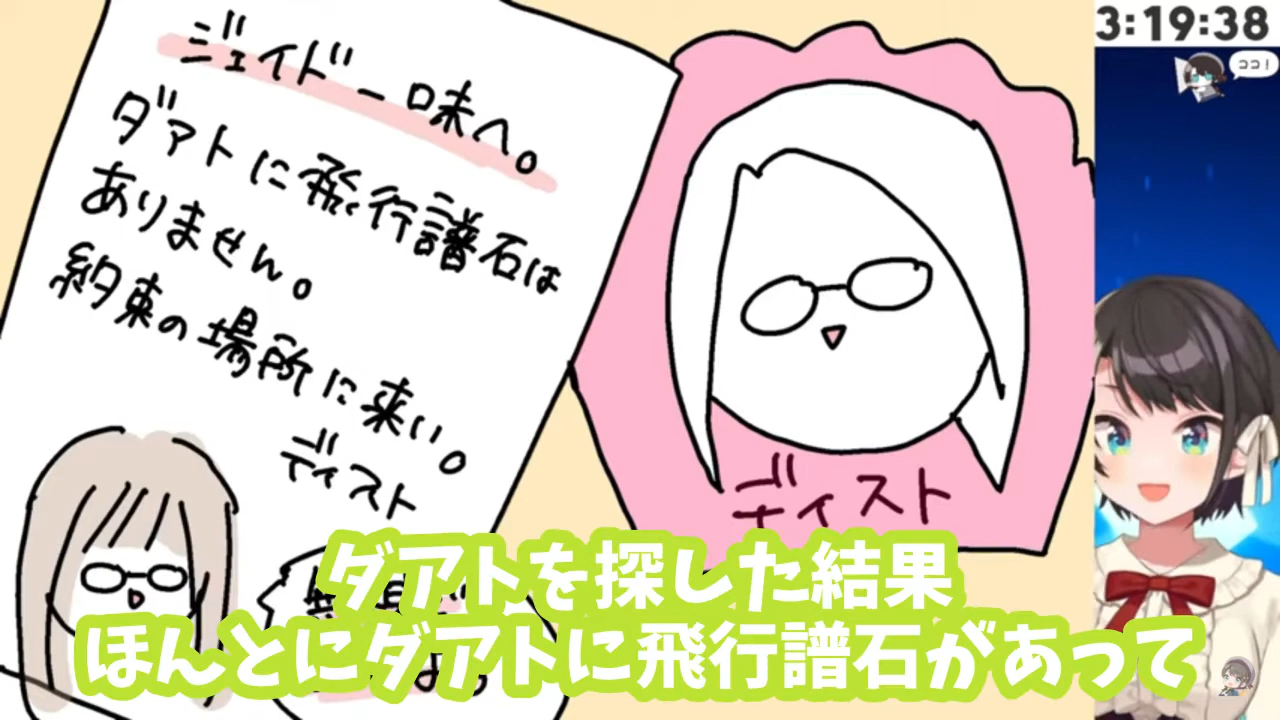 ジェイド一味へ。
ダアトに飛行譜石は
ありません。
約束の場所に来い。
ディスト
ディスト
ダアトを探した結果
ほんとにダアトに飛行譜石があって
3:19:38
ココ！